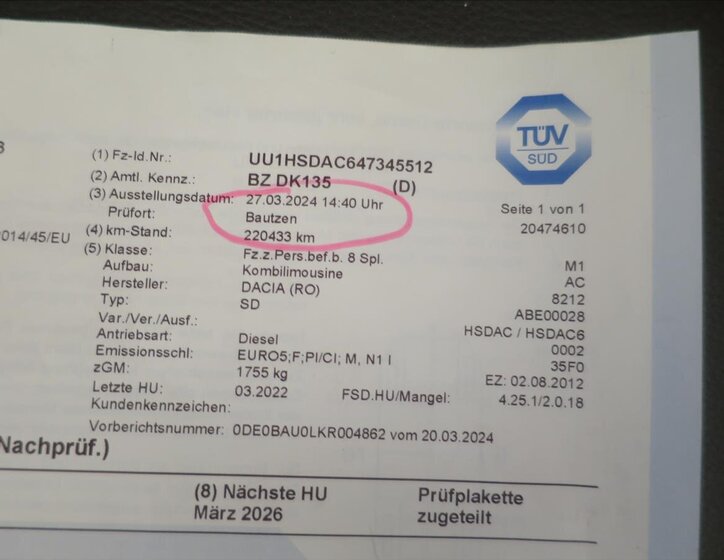 TÜV
SÜD
(1) Fz-Id.Nr.: UU1HSDAC647345512
(2) Amtl. Kennz.: BZ DK135 (D)
(3) Ausstellungsdatum: 27.03.2024 14:40 Uhr Seite 1 von 1
Prüfort: Bautzen 20474610
014/45/EU (4) km-Stand: 220433 km
(5) Klasse: Fz.z.Pers.bef.b. 8 Spl. M1
Aufbau: Kombilimousine AC
Hersteller: DACIA (RO) 8212
Typ: SD ABE00028
Var./Ver./Ausf.: HSDAC / HSDAC6
Antriebsart: Diesel 0002
Emissionsschl: EURO5;F;PI/CI; M, N1 I 35F0
zGM: 1755 kg EZ: 02.08.2012
Letzte HU: 03.2022 FSD.HU/Mangel: 4.25.1/2.0.18
Kundenkennzeichen:
Vorberichtsnummer: 0DE0BAU0LKR004862 vom 20.03.2024
Nachprüf.)
(8) Nächste HU Prüfplakette
März 2026 zugeteilt